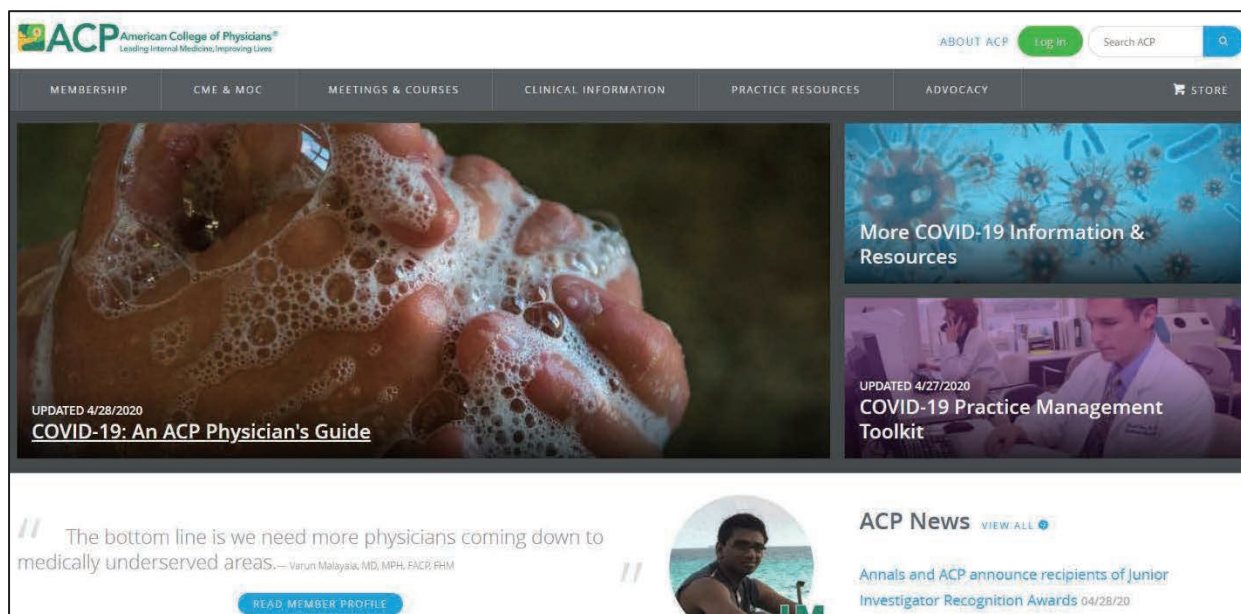 ACP American College of Physicians®
Leading Internal Medicine, Improving Lives
ABOUT ACP
Log in
Search ACP
MEMBERSHIP
CME & MOC
MEETINGS & COURSES
CLINICAL INFORMATION
PRACTICE RESOURCES
ADVOCACY
STORE
UPDATED 4/28/2020
COVID-19: An ACP Physician's Guide
More COVID-19 Information &
Resources
UPDATED 4/27/2020
COVID-19 Practice Management
Toolkit
" The bottom line is we need more physicians coming down to
medically underserved areas.— Varun Malayala, MD, MPH, FACP, FHM "
READ MEMBER PROFILE
I.M
ACP News VIEW ALL
Annals and ACP announce recipients of Junior
Investigator Recognition Awards 04/28/20